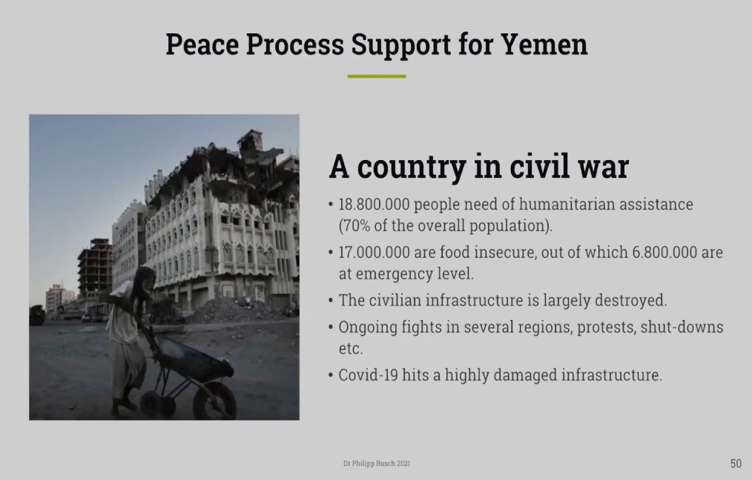 Peace Process Support for Yemen
A country in civil war
• 18.800.000 people need of humanitarian assistance
(70% of the overall population).
• 17.000.000 are food insecure, out of which 6.800.000 are
at emergency level.
• The civilian infrastructure is largely destroyed.
• Ongoing fights in several regions, protests, shut-downs
etc.
• Covid-19 hits a highly damaged infrastructure.
Dr Philipp Busch 2021
50